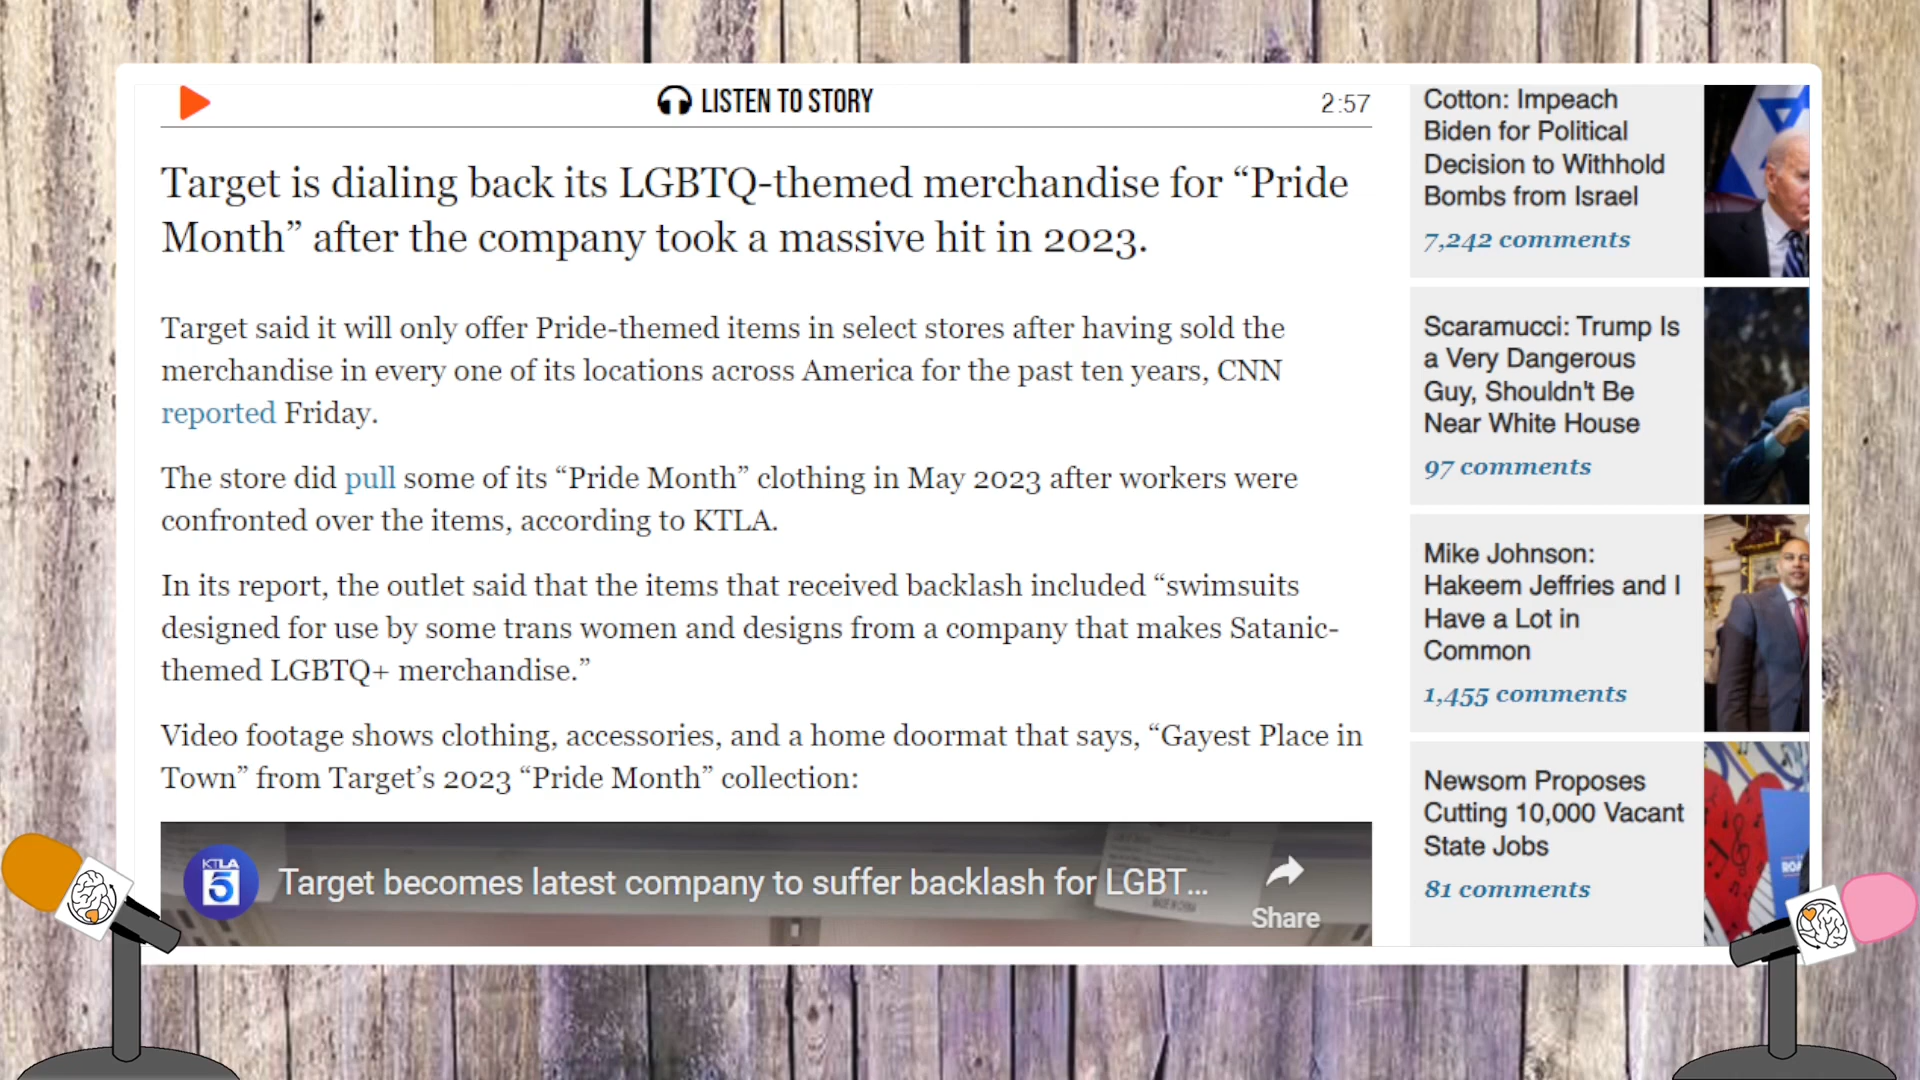 LISTEN TO STORY
2:57
Target is dialing back its LGBTQ-themed merchandise for “Pride
Month” after the company took a massive hit in 2023.
Target said it will only offer Pride-themed items in select stores after having sold the
merchandise in every one of its locations across America for the past ten years, CNN
reported Friday.
The store did pull some of its “Pride Month” clothing in May 2023 after workers were
confronted over the items, according to KTLA.
In its report, the outlet said that the items that received backlash included “swimsuits
designed for use by some trans women and designs from a company that makes Satanic-
themed LGBTQ+ merchandise.”
Video footage shows clothing, accessories, and a home doormat that says, “Gayest Place in
Town” from Target’s 2023 “Pride Month” collection:
KTLA
5
Target becomes latest company to suffer backlash for LGBT...
Share
Cotton: Impeach
Biden for Political
Decision to Withhold
Bombs from Israel
7,242 comments
Scaramucci: Trump Is
a Very Dangerous
Guy, Shouldn't Be
Near White House
97 comments
Mike Johnson:
Hakeem Jeffries and I
Have a Lot in
Common
1,455 comments
Newsom Proposes
Cutting 10,000 Vacant
State Jobs
81 comments